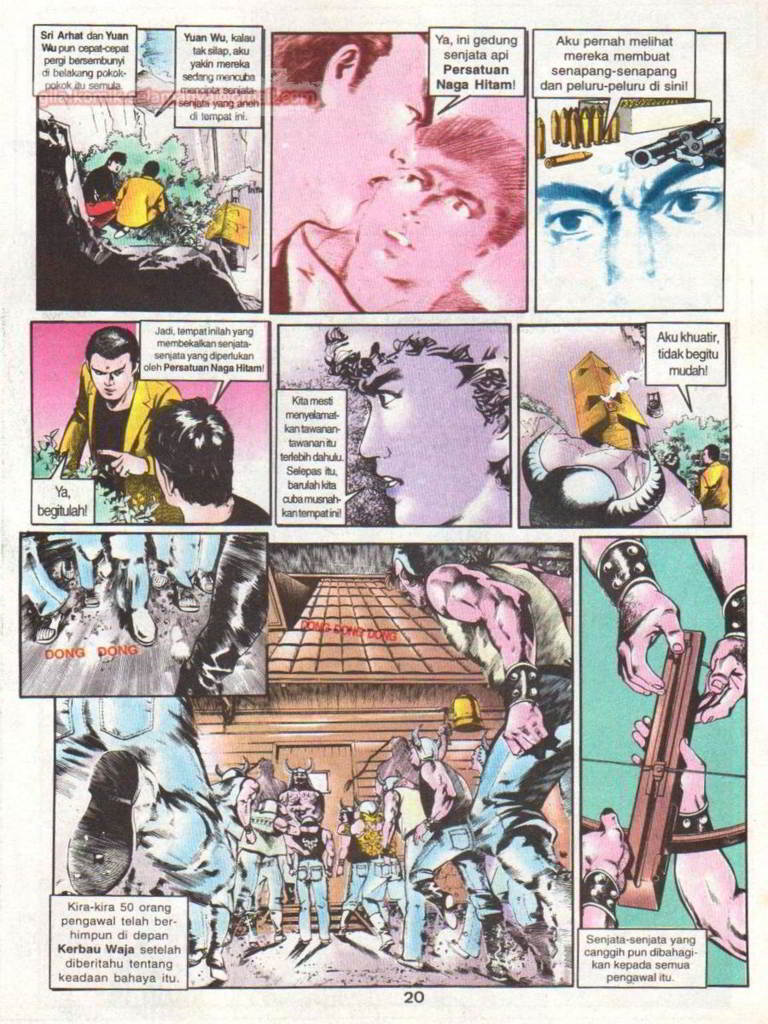 Sri Arhat dan Yuan
Wu pun cepat-cepat
pergi bersembunyi
di belakang pokok-
pokok itu semula.
Yuan Wu, kalau
tak silap, aku
yakin mereka
sedang mencuba
mencipta senjata-
senjata yang aneh
di tempat ini.
Ya, ini gedung
senjata api
Persatuan
Naga Hitam!
Aku pernah melihat
mereka membuat
senapang-senapang
dan peluru-peluru di sini!
Jadi, tempat inilah yang
membekalkan senjata-
senjata yang diperlukan
oleh Persatuan Naga Hitam!
Ya,
begitulah!
Kita mesti
menyelamat-
kan tawanan-
tawanan itu
terlebih dahulu.
Selepas itu,
barulah kita
cuba musnah-
kan tempat ini!
Aku khuatir,
tidak begitu
mudah!
DONG DONG
DONG DONG DONG
Kira-kira 50 orang
pengawal telah ber-
himpun di depan
Kerbau Waja setelah
diberitahu tentang
keadaan bahaya itu.
Senjata-senjata yang
canggih pun dibahagi-
kan kepada semua
pengawal itu.
20